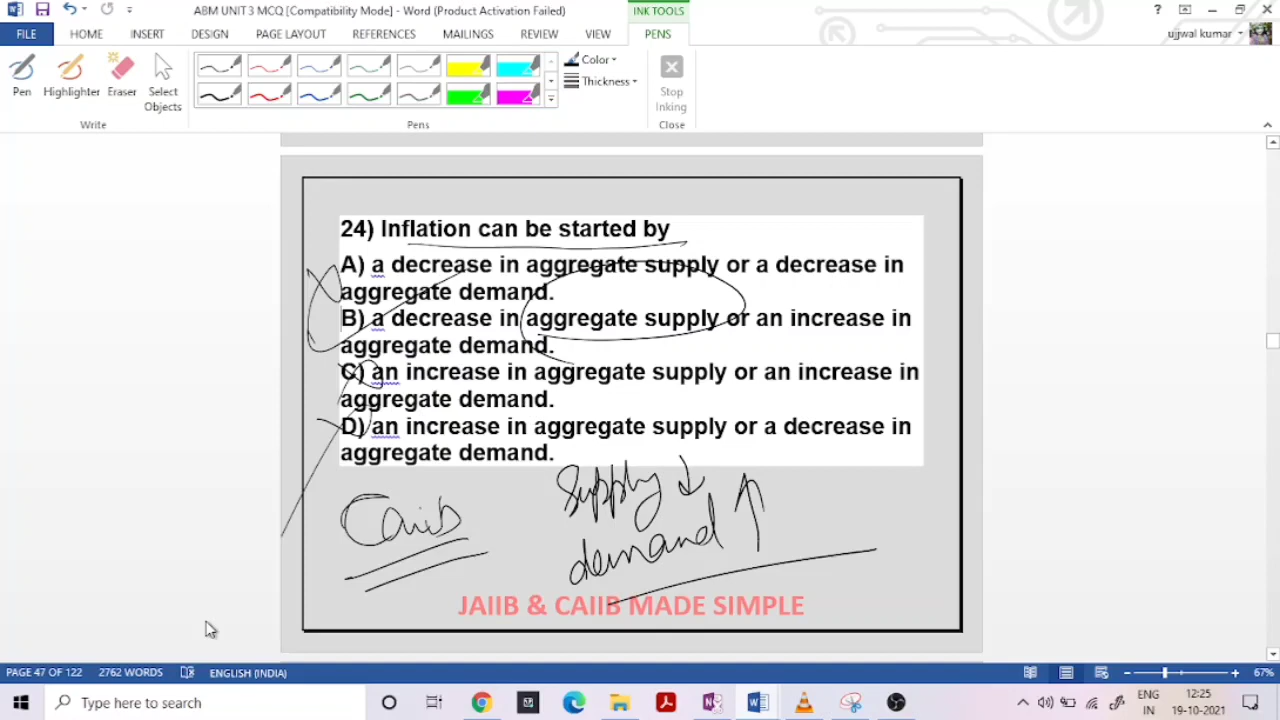 ABM UNIT 3 MCQ [Compatibility Mode] - Word (Product Activation Failed)
INK TOOLS
?
FILE
HOME
INSERT
DESIGN
PAGE LAYOUT
REFERENCES
MAILINGS
REVIEW
VIEW
PENS
ujjwal kumar
Pen
Highlighter
Eraser
Select
Objects
Color
Thickness
Stop
Inking
Write
Pens
Close
24) Inflation can be started by
A) a decrease in aggregate supply or a decrease in
aggregate demand.
B) a decrease in aggregate supply or an increase in
aggregate demand.
C) an increase in aggregate supply or an increase in
aggregate demand.
D) an increase in aggregate supply or a decrease in
aggregate demand.
Supply ↓
Caiib
demand ↑
JAIIB & CAIIB MADE SIMPLE
PAGE 47 OF 122 2762 WORDS ENGLISH (INDIA)
67%
Type here to search
ENG
IN
12:25
19-10-2021